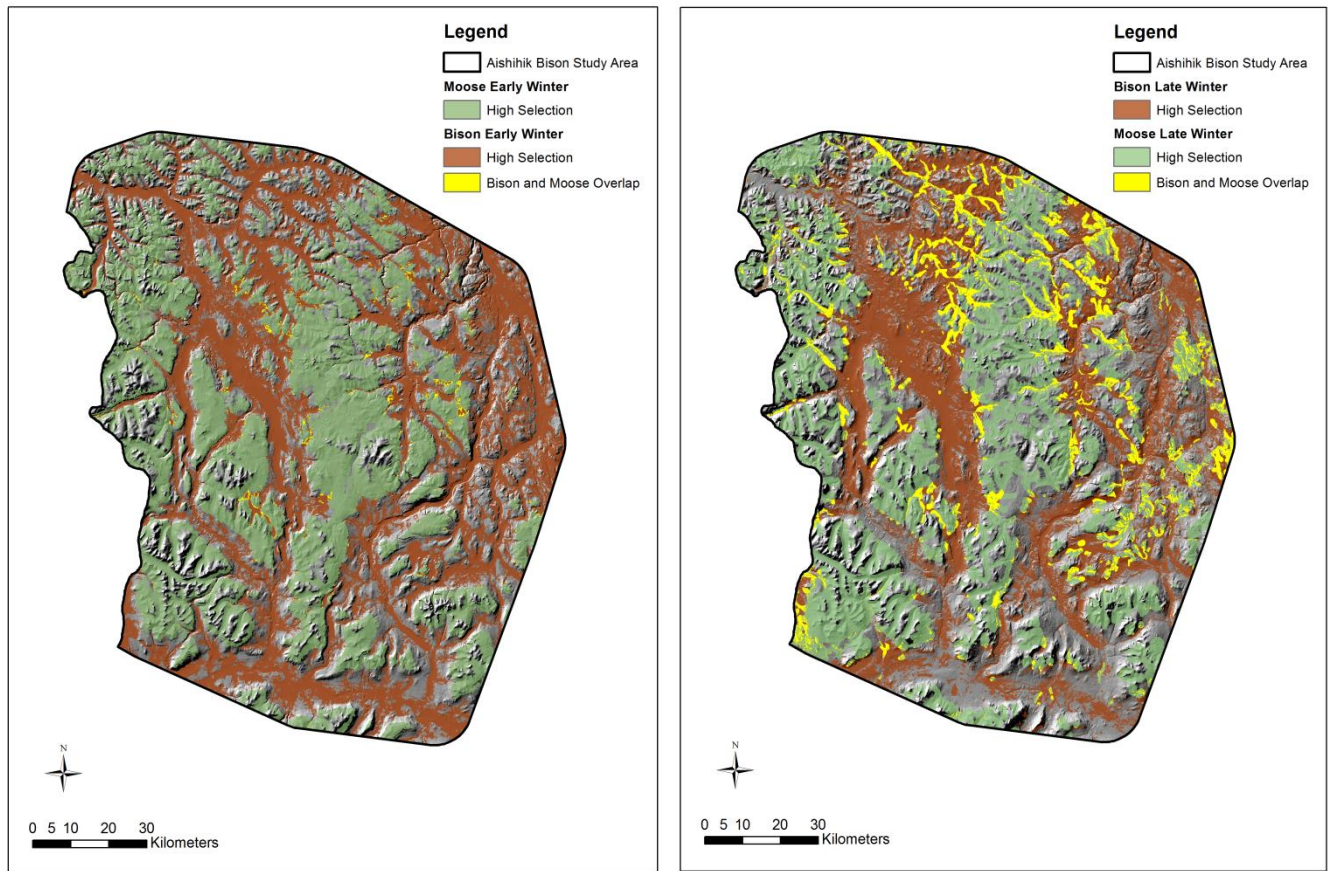 Legend
Aishihik Bison Study Area
Moose Early Winter
High Selection
Bison Early Winter
High Selection
Bison and Moose Overlap
N
0 5 10 20 30
Kilometers
Legend
Aishihik Bison Study Area
Bison Late Winter
High Selection
Moose Late Winter
High Selection
Bison and Moose Overlap
N
0 5 10 20 30
Kilometers